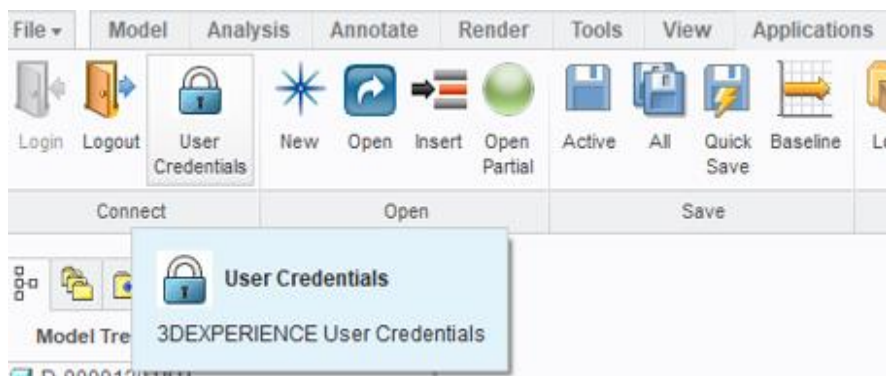 File Model Analysis Annotate Render Tools View Applications
Login Logout User Credentials New Open Insert Open Partial Active All Quick Save Baseline
Connect Open Save
User Credentials
3DEXPERIENCE User Credentials
Model Tre